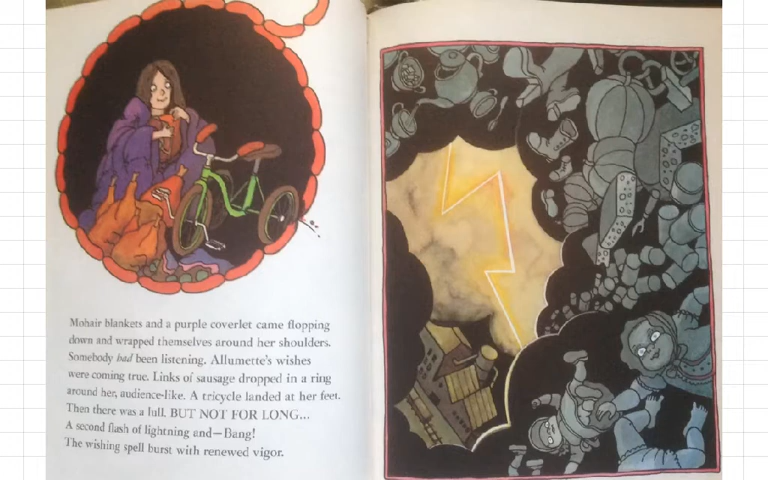 Mohair blankets and a purple coverlet came flopping
down and wrapped themselves around her shoulders.
Somebody had been listening. Allumette's wishes
were coming true. Links of sausage dropped in a ring
around her, audience-like. A tricycle landed at her feet.
Then there was a lull. BUT NOT FOR LONG...
A second flash of lightning and—Bang!
The wishing spell burst with renewed vigor.